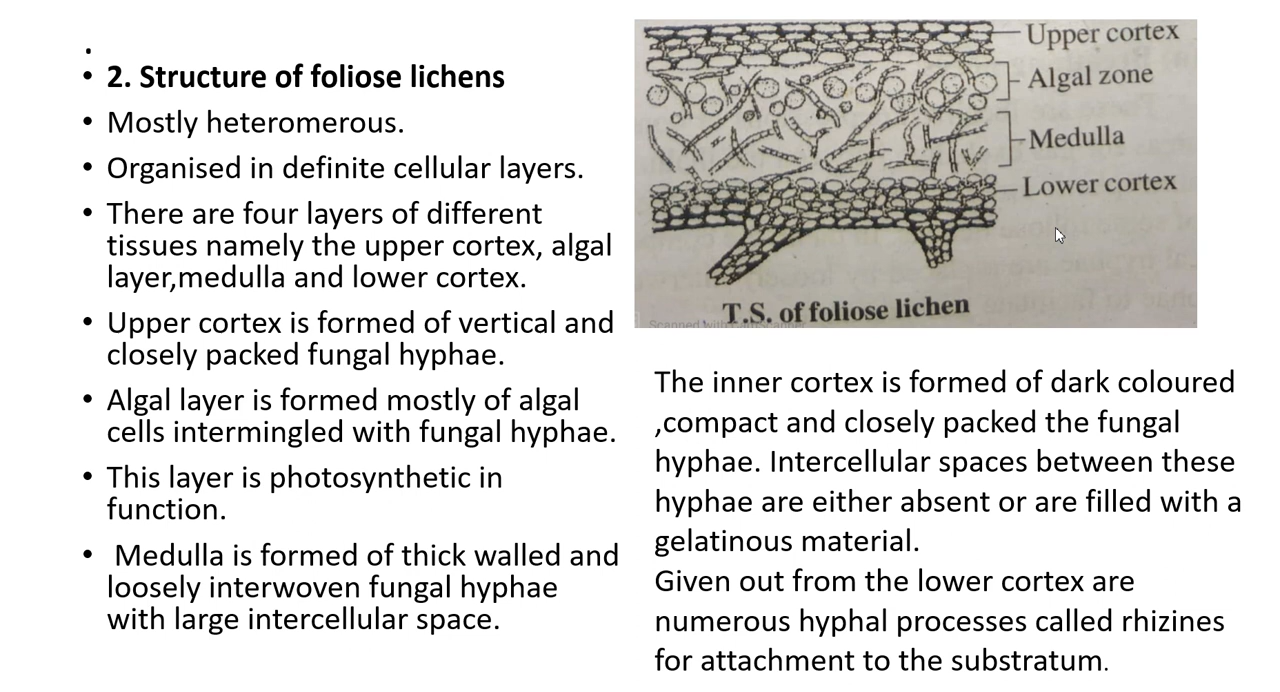 •
• 2. Structure of foliose lichens
• Mostly heteromerous.
• Organised in definite cellular layers.
• There are four layers of different
tissues namely the upper cortex, algal
layer,medulla and lower cortex.
• Upper cortex is formed of vertical and
closely packed fungal hyphae.
• Algal layer is formed mostly of algal
cells intermingled with fungal hyphae.
• This layer is photosynthetic in
function.
• Medulla is formed of thick walled and
loosely interwoven fungal hyphae
with large intercellular space.
Upper cortex
Algal zone
Medulla
Lower cortex
T.S. of foliose lichen
Scanned with
The inner cortex is formed of dark coloured
,compact and closely packed the fungal
hyphae. Intercellular spaces between these
hyphae are either absent or are filled with a
gelatinous material.
Given out from the lower cortex are
numerous hyphal processes called rhizines
for attachment to the substratum.